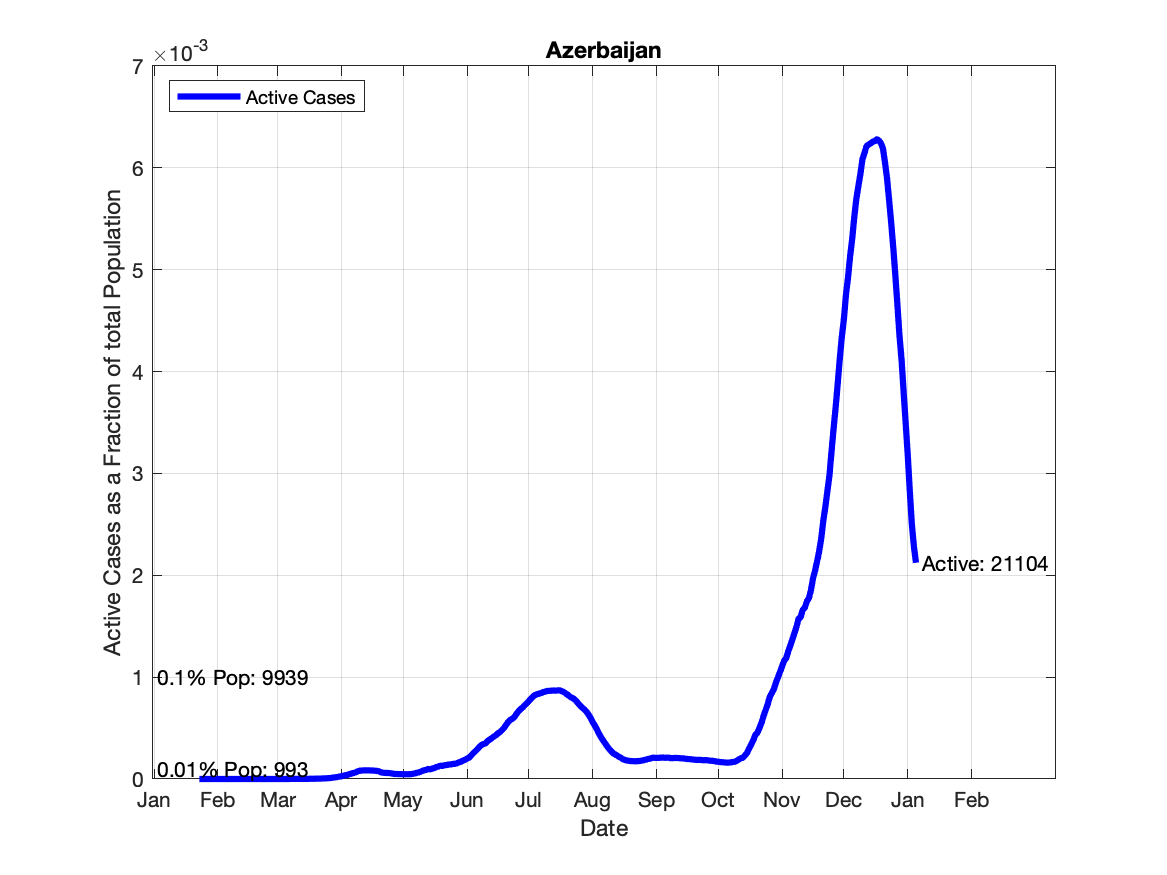 Azerbaijan
×10-3
Active Cases
7
6
5
4
3
2
1
0
Active Cases as a Fraction of total Population
0.1% Pop: 9939
0.01% Pop: 993
Active: 21104
Jan Feb Mar Apr May Jun Jul Aug Sep Oct Nov Dec Jan Feb
Date